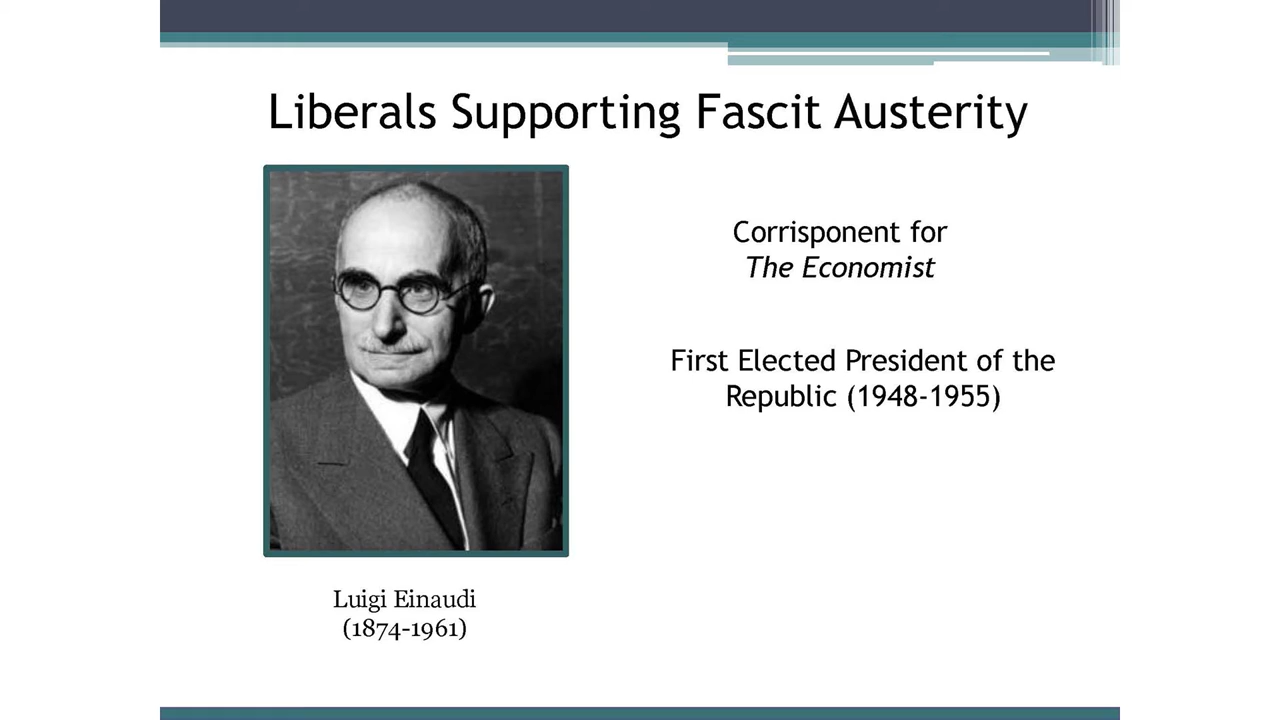 Liberals Supporting Fascit Austerity
Corrisponent for
The Economist
First Elected President of the
Republic (1948-1955)
Luigi Einaudi
(1874-1961)